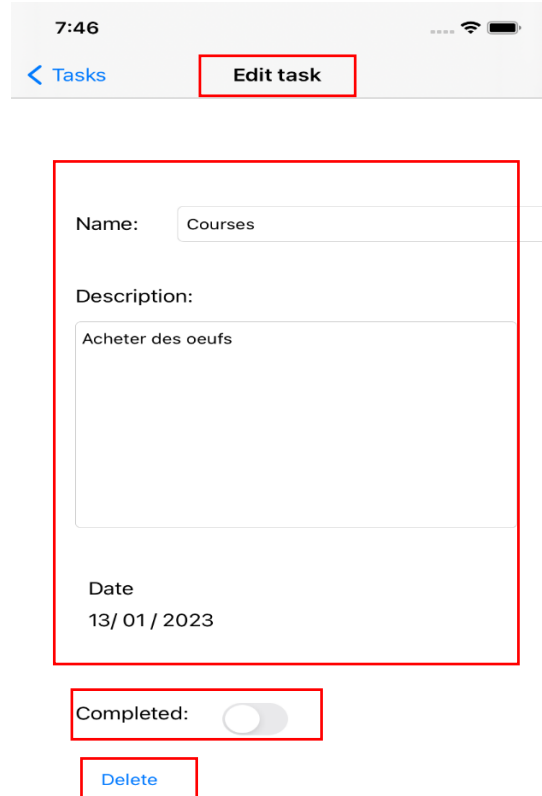 7:46
Tasks
Edit task
Name:
Courses
Description:
Acheter des oeufs
Date
13/ 01 / 2023
Completed:
Delete